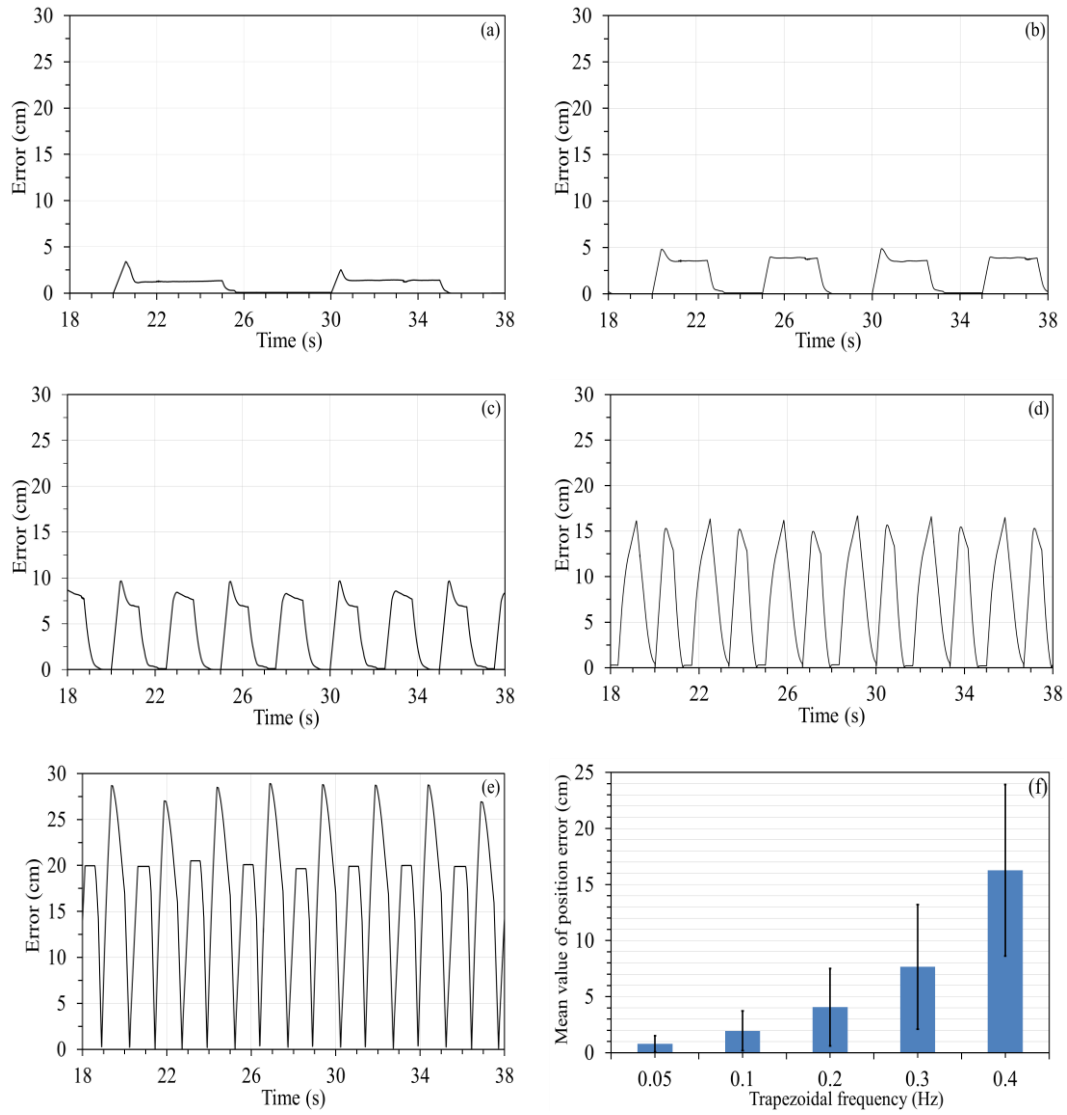 (a)
30
25
20
15
10
5
0
Error (cm)
18 22 26 30 34 38
Time (s)
(b)
30
25
20
15
10
5
0
Error (cm)
18 22 26 30 34 38
Time (s)
(c)
30
25
20
15
10
5
0
Error (cm)
18 22 26 30 34 38
Time (s)
(d)
30
25
20
15
10
5
0
Error (cm)
18 22 26 30 34 38
Time (s)
(e)
30
25
20
15
10
5
0
Error (cm)
18 22 26 30 34 38
Time (s)
(f)
25
20
15
10
5
0
Mean value of position error (cm)
0.05 0.1 0.2 0.3 0.4
Trapezoidal frequency (Hz)